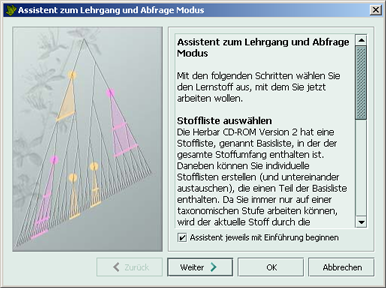 Assistent zum Lehrgang und Abfrage Modus
Assistent zum Lehrgang und Abfrage
Modus
Mit den folgenden Schritten wählen Sie
den Lernstoff aus, mit dem Sie jetzt
arbeiten wollen.
Stoffliste auswählen
Die Herbar CD-ROM Version 2 hat eine
Stoffliste, genannt Basisliste, in der der
gesamte Stoffumfang enthalten ist.
Daneben können Sie individuelle
Stofflisten erstellen (und untereinander
austauschen), die einen Teil der Basisliste
enthalten. Da Sie immer nur auf einer
taxonomischen Stufe arbeiten können,
wird der aktuelle Stoff durch die
Assistent jeweils mit Einführung beginnen
Zurück
Weiter
OK
Abbrechen